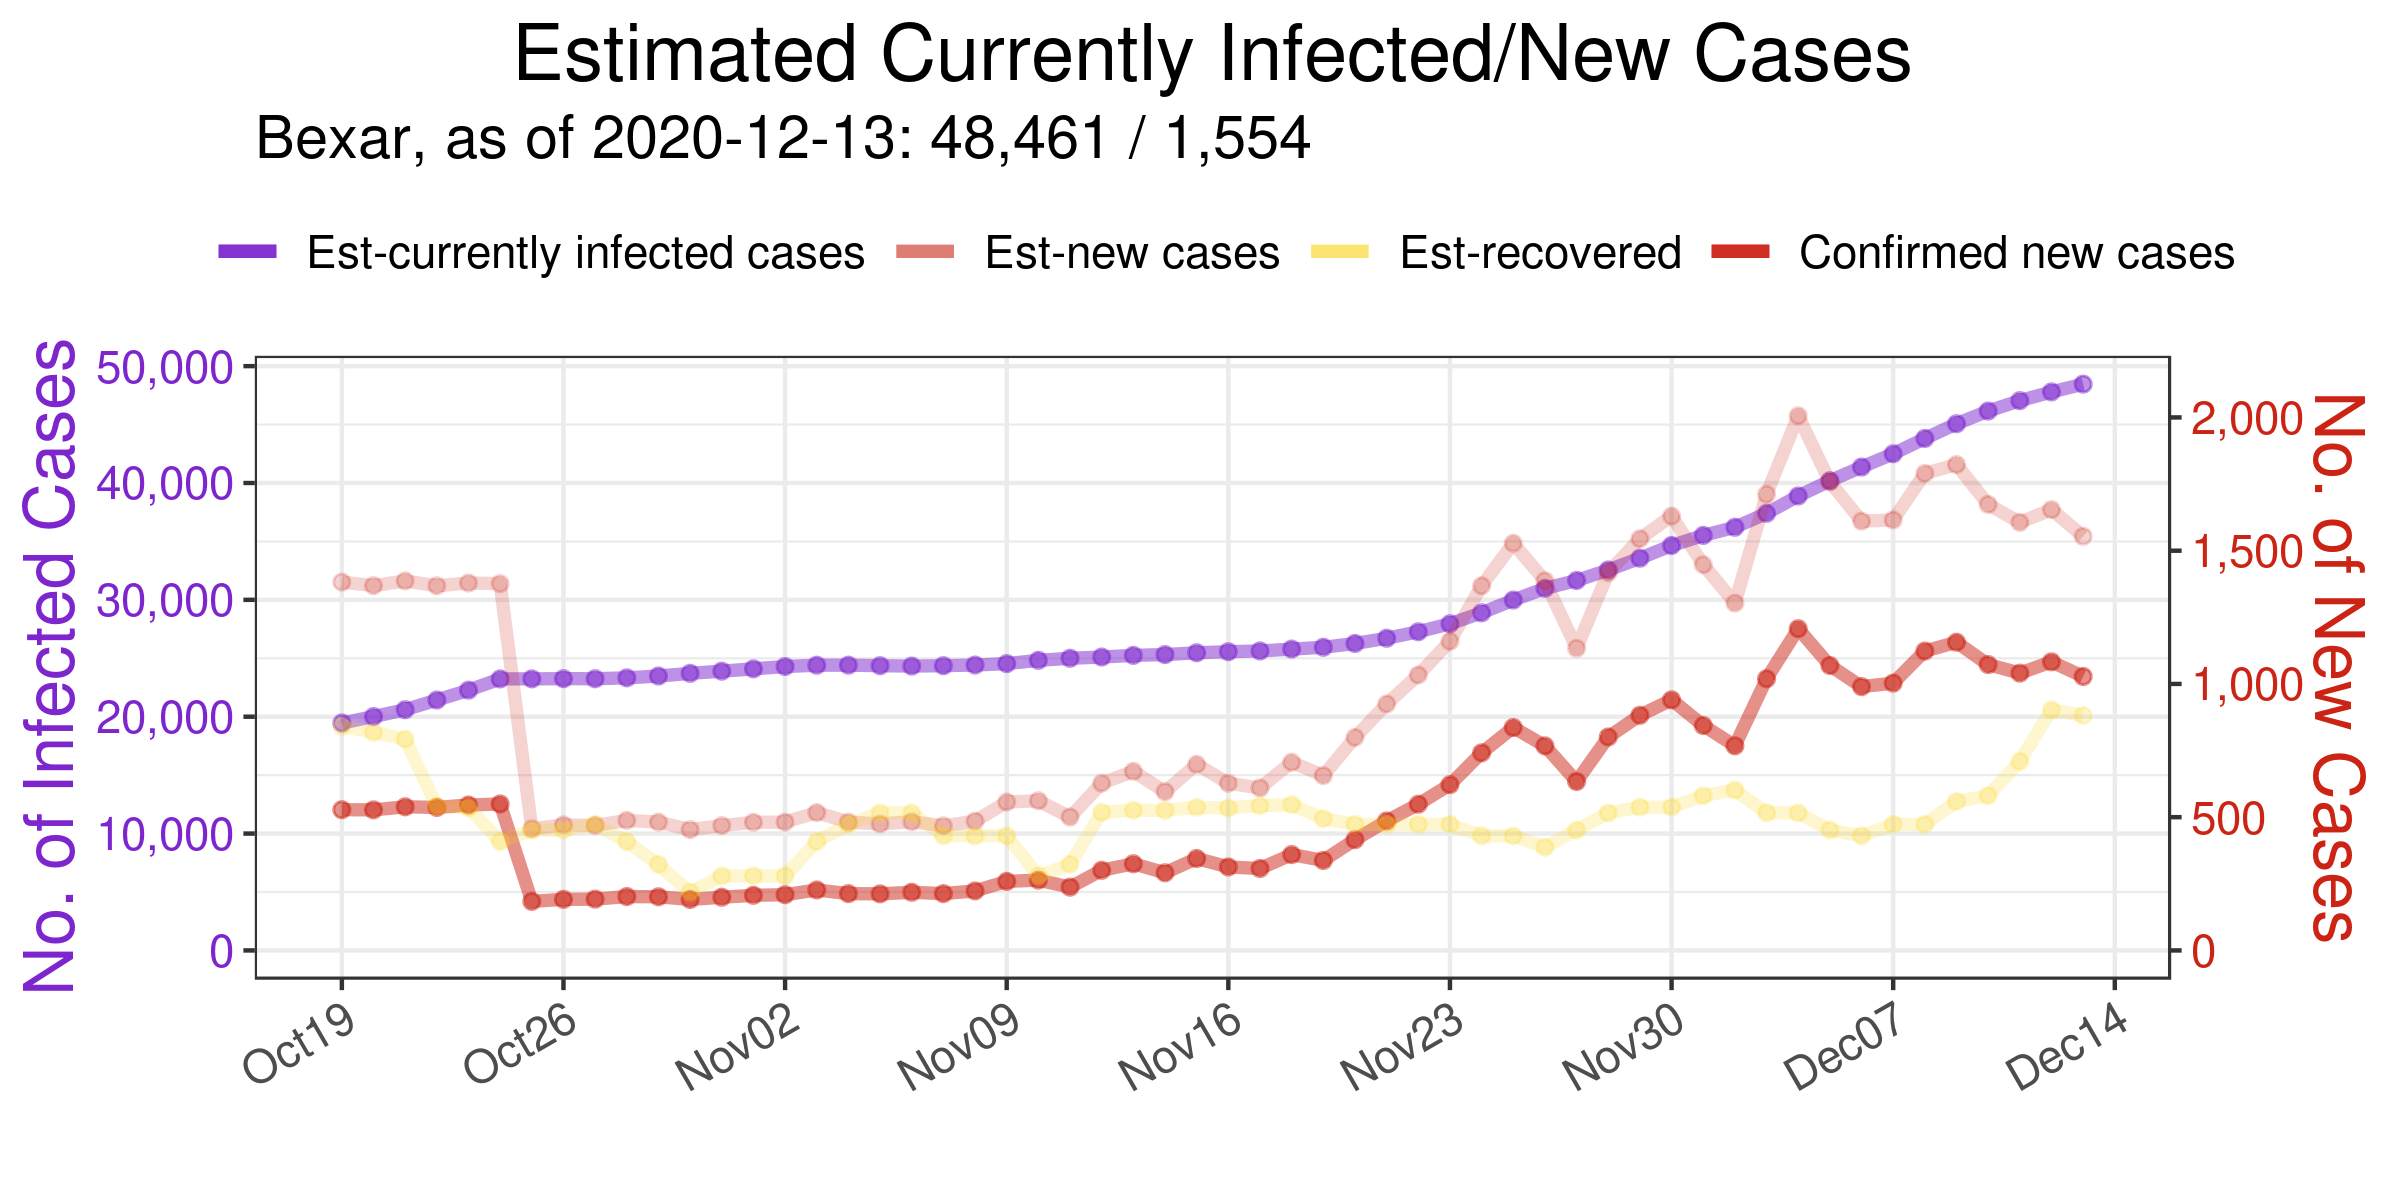 Estimated Currently Infected/New Cases
Bexar, as of 2020-12-13: 48,461 / 1,554
Est-currently infected cases Est-new cases Est-recovered Confirmed new cases
No. of Infected Cases
50,000
40,000
30,000
20,000
10,000
0
2,000
1,500
1,000
500
0
No. of New Cases
Oct19 Oct26 Nov02 Nov09 Nov16 Nov23 Nov30 Dec07 Dec14